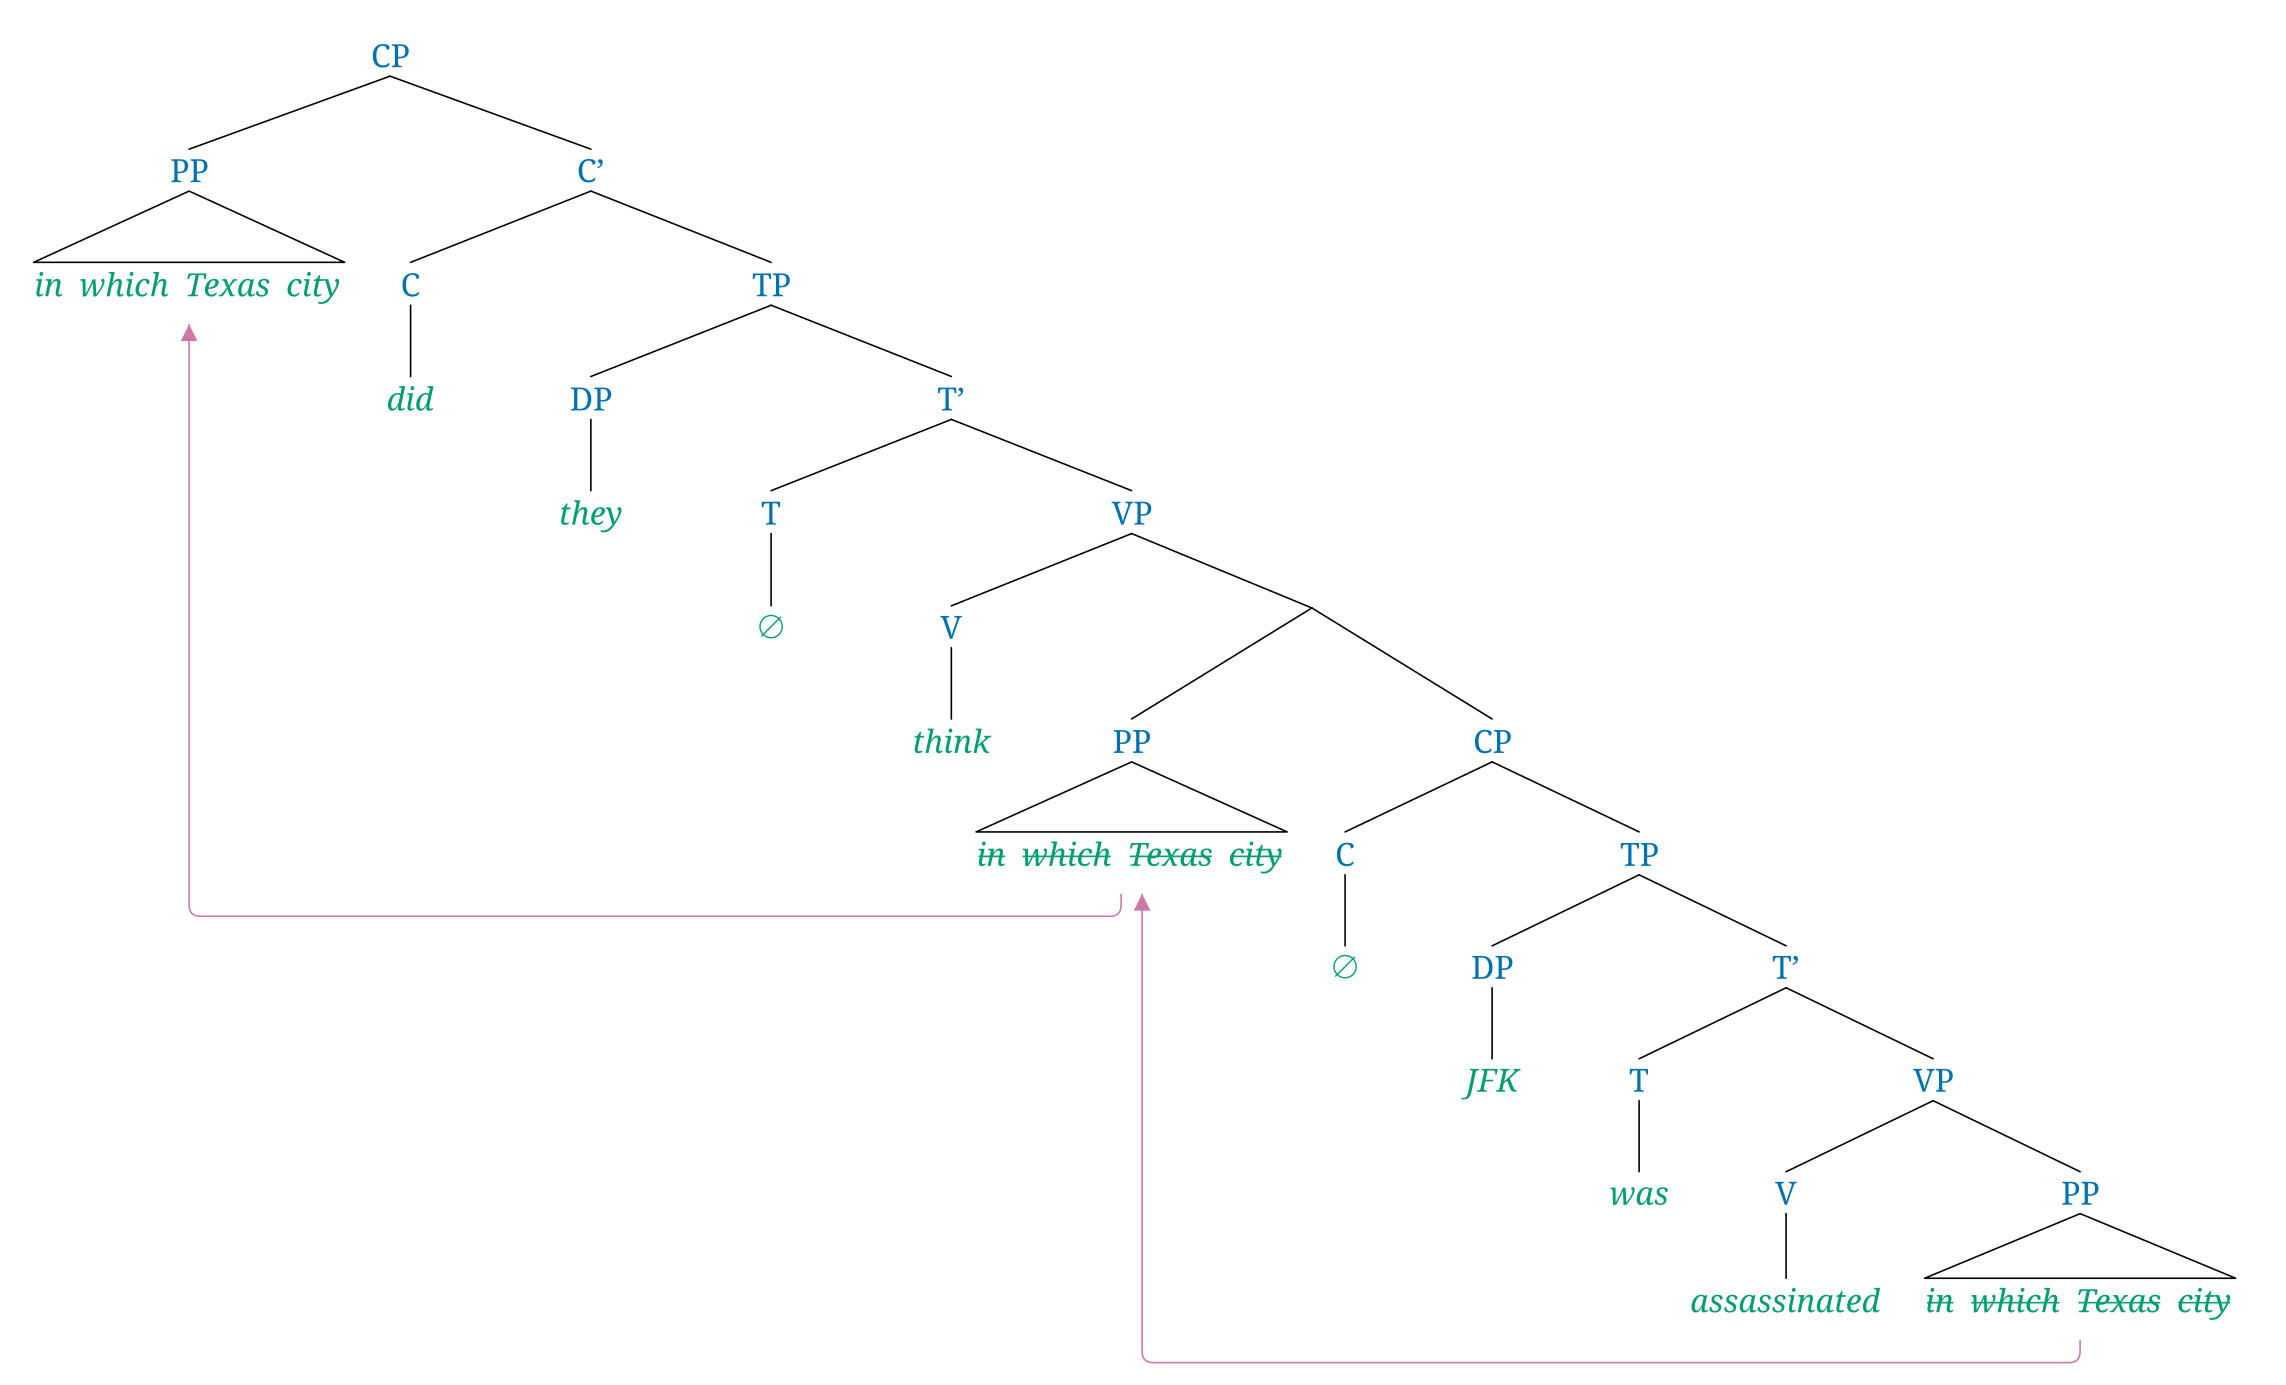 CP
PP C’
in which Texas city C TP
did DP T’
they T VP
∅ V
think PP CP
in which Texas city C TP
∅ DP T’
JFK T VP
was V PP
assassinated in which Texas city